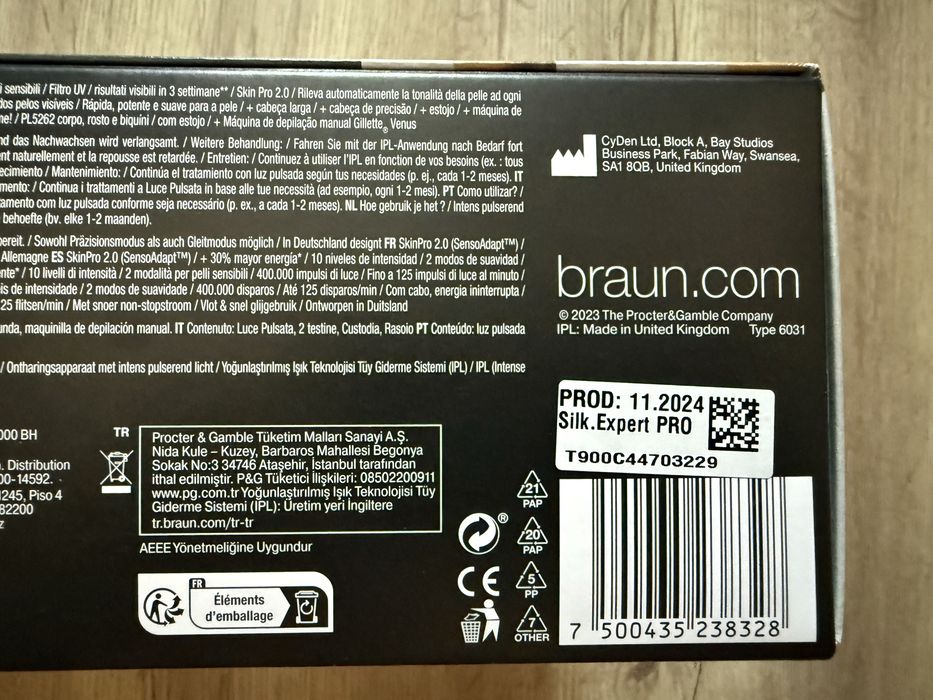 i sensibili / Filtro UV / risultati visibili in 3 settimane** / Skin Pro 2.0 / Rileva automaticamente la tonalità della pelle ad ogni
dos pelos visíveis / Rápida, potente e suave para a pele / + cabeça larga / + cabeça de precisão / + estojo / + máquina de
me! / PL5262 corpo, rosto e biquíni / com estojo / + Máquina de depilação manual Gillette® Venus
nd das Nachwachsen wird verlangsamt. / Weitere Behandlung: / Fahren Sie mit der IPL-Anwendung nach Bedarf fort
ent naturellement et la repousse est retardée. / Entretien: / Continuez à utiliser l'IPL en fonction de vos besoins (ex. : tous
ecimiento / Mantenimiento: / Continúa el tratamiento con luz pulsada según tus necesidades (p. ej., cada 1-2 meses). IT
mento: / Continua i trattamenti a Luce Pulsata in base alle tue necessità (ad esempio, ogni 1-2 mesi). PT Como utilizar? /
tamento com luz pulsada conforme seja necessário (p. ex., a cada 1-2 meses). NL Hoe gebruik je het ? / Intens pulserend
behoefte (bv. elke 1-2 maanden).
bereit. / Sowohl Präzisionsmodus als auch Gleitmodus möglich / In Deutschland designt FR SkinPro 2.0 (SensoAdapt™) /
Allemagne ES SkinPro 2.0 (SensoAdapt™) / + 30% mayor energía* / 10 niveles de intensidad / 2 modos de suavidad /
ente* / 10 livelli di intensità / 2 modalità per pelli sensibili / 400.000 impulsi di luce / Fino a 125 impulsi di luce al minuto /
is de intensidade / 2 modos de suavidade / 400.000 disparos / Até 125 disparos/min / Com cabo, energia ininterrupta /
25 flitsen/min / Met snoer non-stopstroom / Vlot & snel glijgebruik / Ontworpen in Duitsland
unda, maquinilla de depilación manual. IT Contenuto: Luce Pulsata, 2 testine, Custodia, Rasoio PT Conteúdo: luz pulsada
/ Ontharingsapparaat met intens pulserend licht / Yoğunlaştırılmış Işık Teknolojisi Tüy Giderme Sistemi (IPL) / IPL (Intense
CyDen Ltd, Block A, Bay Studios
Business Park, Fabian Way, Swansea,
SA1 8QB, United Kingdom
braun.com
© 2023 The Procter&Gamble Company
IPL: Made in United Kingdom Type 6031
PROD: 11.2024
Silk.Expert PRO
T900C44703229
000 BH
n. Distribution
00-14592.
1245, Piso 4
82200
z
TR
Procter & Gamble Tüketim Malları Sanayi A.Ş.
Nida Kule – Kuzey, Barbaros Mahallesi Begonya
Sokak No:3 34746 Ataşehir, İstanbul tarafından
ithal edilmiştir. P&G Tüketici İlişkileri: 08502200911
www.pg.com.tr Yoğunlaştırılmış Işık Teknolojisi Tüy
Giderme Sistemi (IPL): Üretim yeri İngiltere
tr.braun.com/tr-tr
AEEE Yönetmeliğine Uygundur
FR
Éléments
d'emballage
®
CE
21
PAP
20
PAP
5
PP
7
OTHER
7 500435 238328